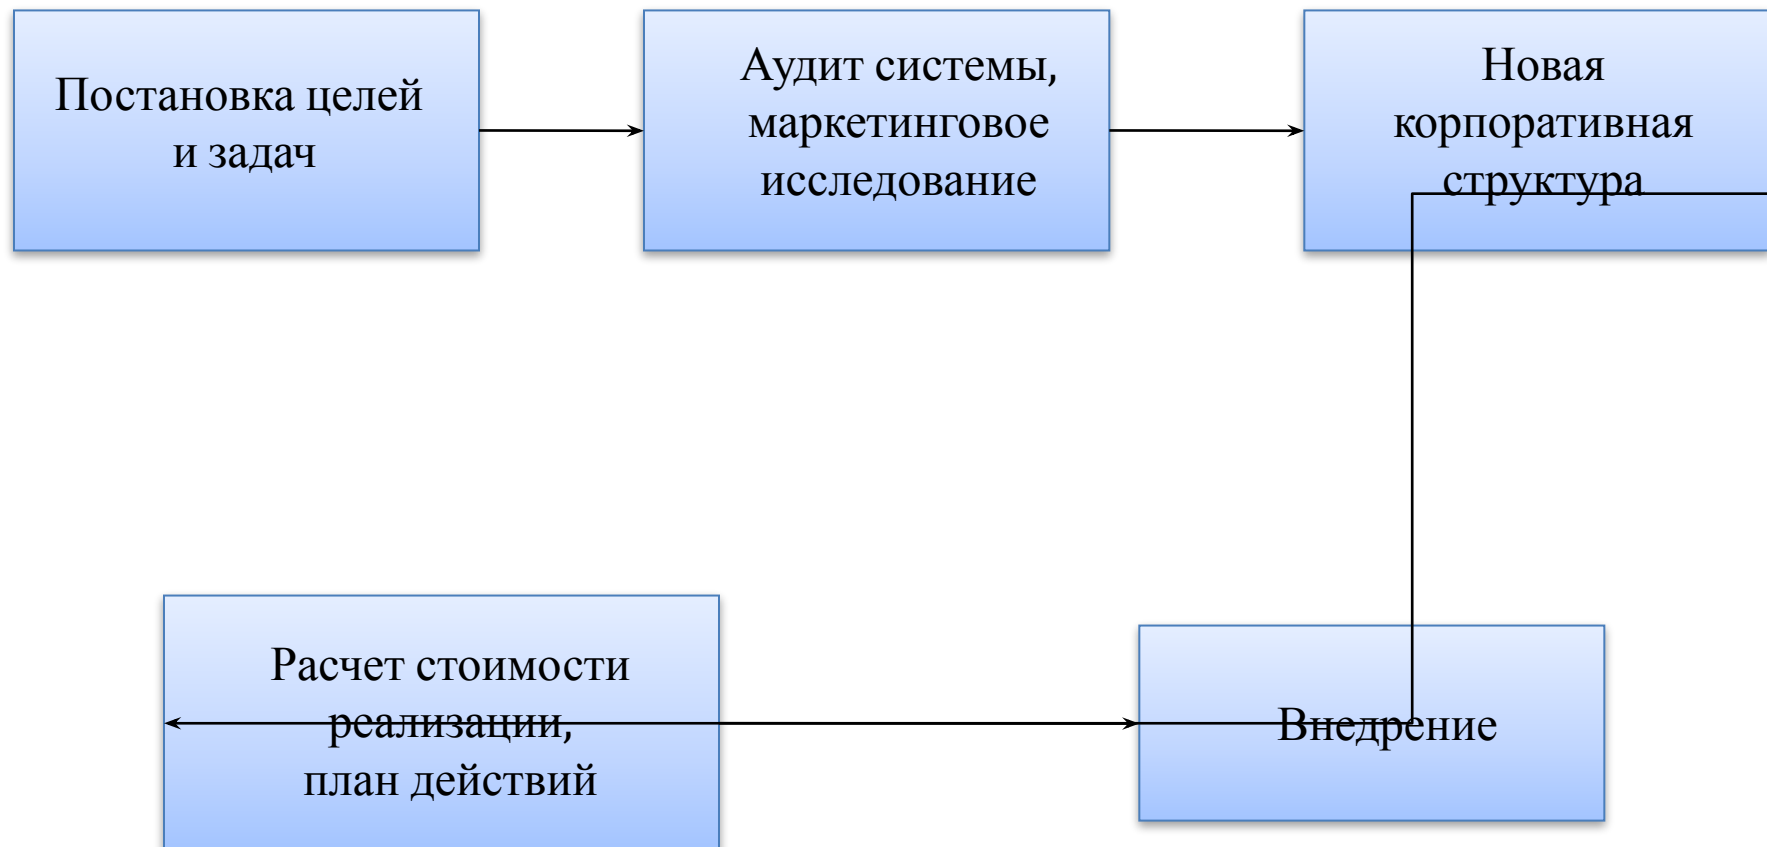 Постановка целей
и задач
Аудит системы,
маркетинговое
исследование
Новая
корпоративная
структура
Расчет стоимости
реализации,
план действий
Внедрение